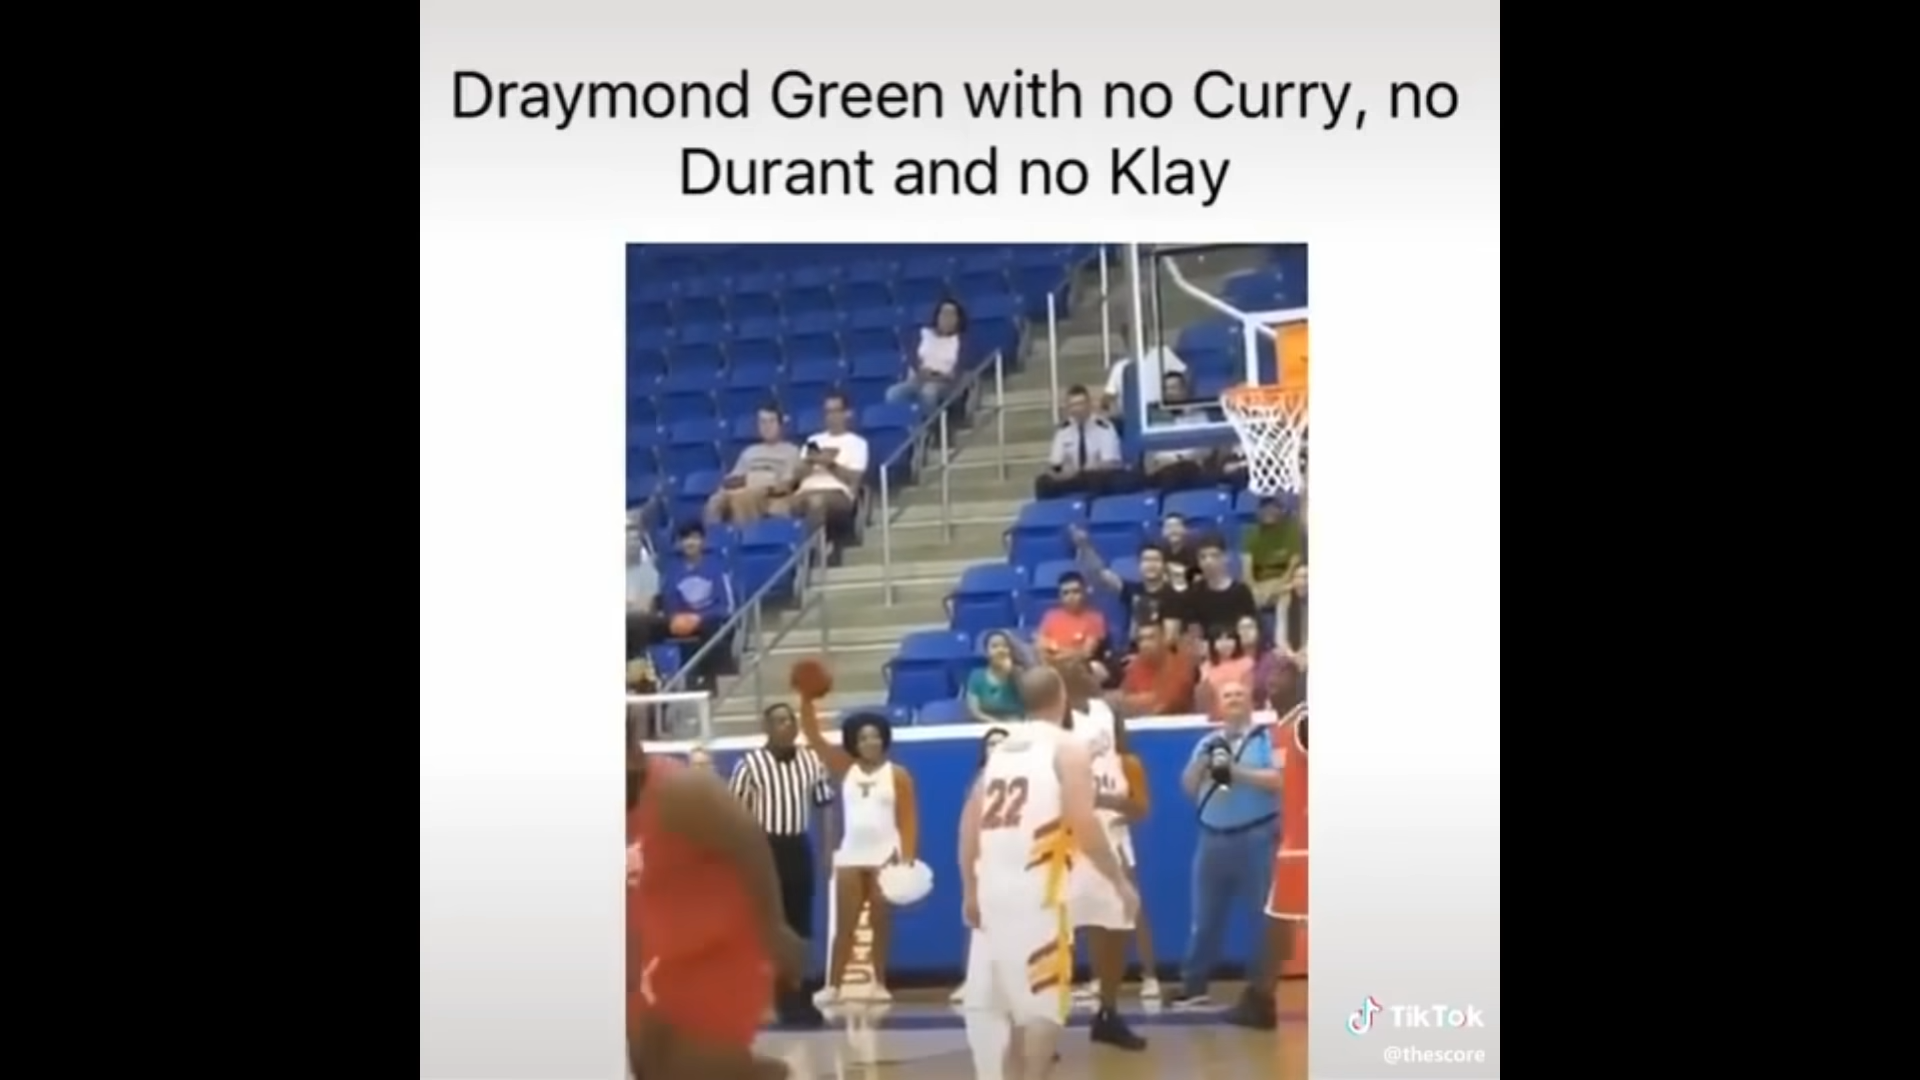 Draymond Green with no Curry, no
Durant and no Klay
22
TikTok
@thescore